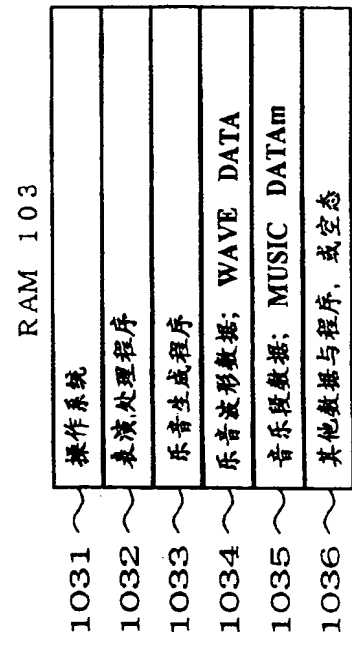 RAM 103
1031 操作系统
1032 表演处理程序
1033 乐音生成程序
1034 乐音波形数据; WAVE DATA
1035 音乐段数据; MUSIC DATAm
1036 其他数据与程序, 或空态